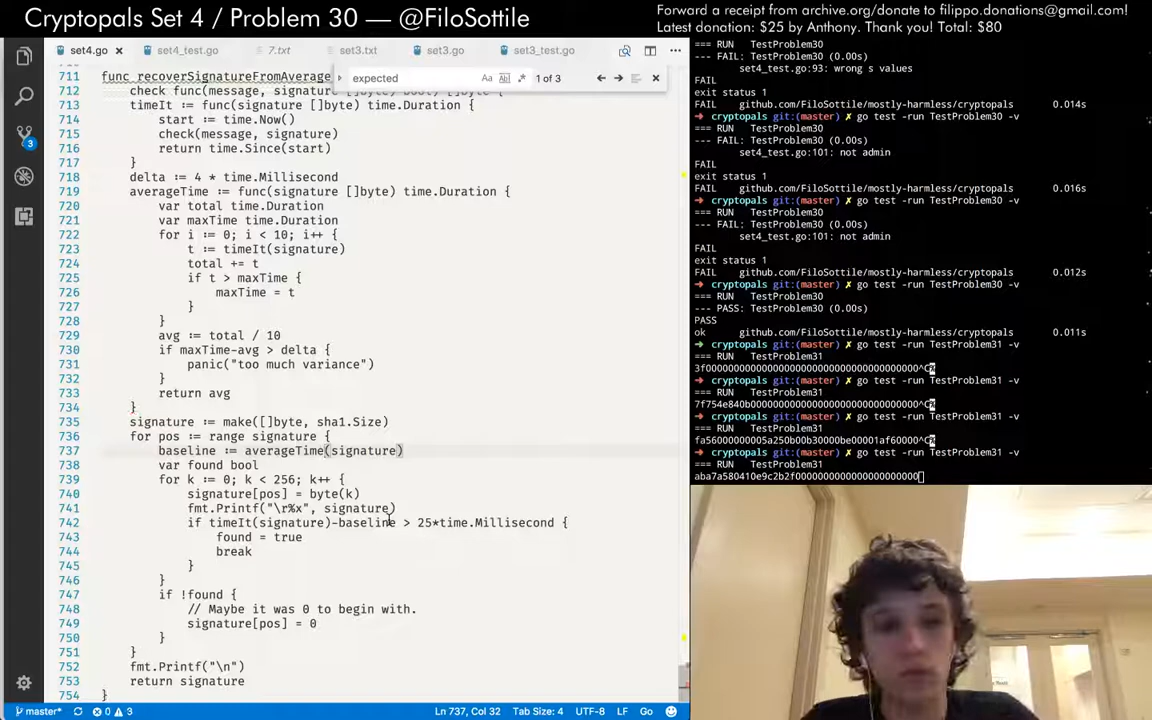 Cryptopals Set 4 / Problem 30 — @FiloSottile
Forward a receipt from archive.org/donate to filippo.donations@gmail.com!
Latest donation: $25 by Anthony. Thank you! Total: $80
set4.go
set4_test.go
7.txt
set3.txt
set3.go
set3_test.go
expected
Aa
Abl
.*
1 of 3
711 func recoverSignatureFromAverage
712 check func(message, signature []byte) bool) []byte {
713 timeIt := func(signature []byte) time.Duration {
714 start := time.Now()
715 check(message, signature)
716 return time.Since(start)
717 }
718 delta := 4 * time.Millisecond
719 averageTime := func(signature []byte) time.Duration {
720 var total time.Duration
721 var maxTime time.Duration
722 for i := 0; i < 10; i++ {
723 t := timeIt(signature)
724 total += t
725 if t > maxTime {
726 maxTime = t
727 }
728 }
729 avg := total / 10
730 if maxTime-avg > delta {
731 panic("too much variance")
732 }
733 return avg
734 }
735 signature := make([]byte, sha1.Size)
736 for pos := range signature {
737 baseline := averageTime(signature)
738 var found bool
739 for k := 0; k < 256; k++ {
740 signature[pos] = byte(k)
741 fmt.Printf("\r%x", signature)
742 if timeIt(signature)-baseline > 25*time.Millisecond {
743 found = true
744 break
745 }
746 }
747 if !found {
748 // Maybe it was 0 to begin with.
749 signature[pos] = 0
750 }
751 }
752 fmt.Printf("\n")
753 return signature
754 }
3
master*
0 3
Ln 737, Col 32
Tab Size: 4
UTF-8
LF
Go
=== RUN TestProblem30
--- FAIL: TestProblem30 (0.00s)
set4_test.go:93: wrong s values
FAIL
exit status 1
FAIL github.com/FiloSottile/mostly-harmless/cryptopals 0.014s
➜ cryptopals git:(master) ✗ go test -run TestProblem30 -v
=== RUN TestProblem30
--- FAIL: TestProblem30 (0.00s)
set4_test.go:101: not admin
FAIL
exit status 1
FAIL github.com/FiloSottile/mostly-harmless/cryptopals 0.016s
➜ cryptopals git:(master) ✗ go test -run TestProblem30 -v
=== RUN TestProblem30
--- FAIL: TestProblem30 (0.00s)
set4_test.go:101: not admin
FAIL
exit status 1
FAIL github.com/FiloSottile/mostly-harmless/cryptopals 0.012s
➜ cryptopals git:(master) ✗ go test -run TestProblem30 -v
=== RUN TestProblem30
--- PASS: TestProblem30 (0.00s)
PASS
ok github.com/FiloSottile/mostly-harmless/cryptopals 0.011s
➜ cryptopals git:(master) ✗ go test -run TestProblem31 -v
=== RUN TestProblem31
3f00000000000000000000000000000000000000^C%
➜ cryptopals git:(master) ✗ go test -run TestProblem31 -v
=== RUN TestProblem31
7f754e840b000000000000000000000000000000^C%
➜ cryptopals git:(master) ✗ go test -run TestProblem31 -v
=== RUN TestProblem31
fa56000000005a250b00b30000be00001af60000^C%
➜ cryptopals git:(master) ✗ go test -run TestProblem31 -v
=== RUN TestProblem31
aba7a580410e9c2b2f0000000000000000000000